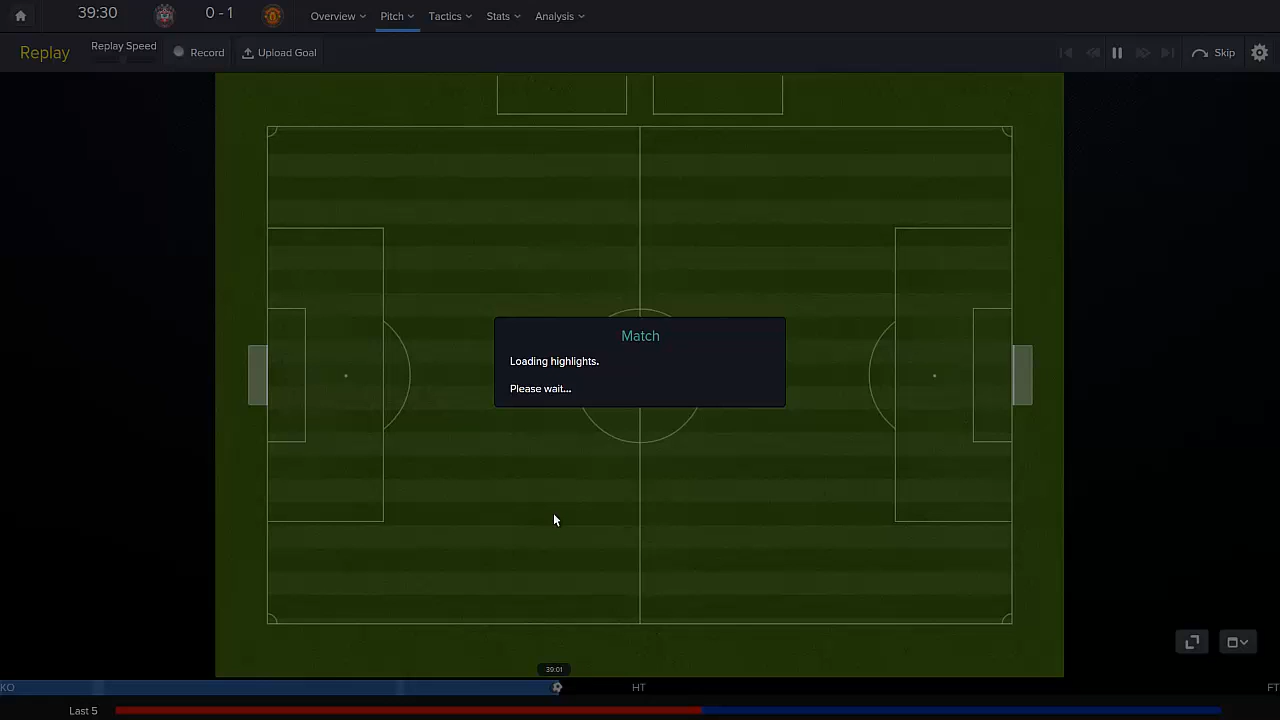 39:30 0 - 1 Overview Pitch Tactics Stats Analysis
Replay Replay Speed Record Upload Goal Skip
Match
Loading highlights.
Please wait...
39:01
KO HT FT
Last 5